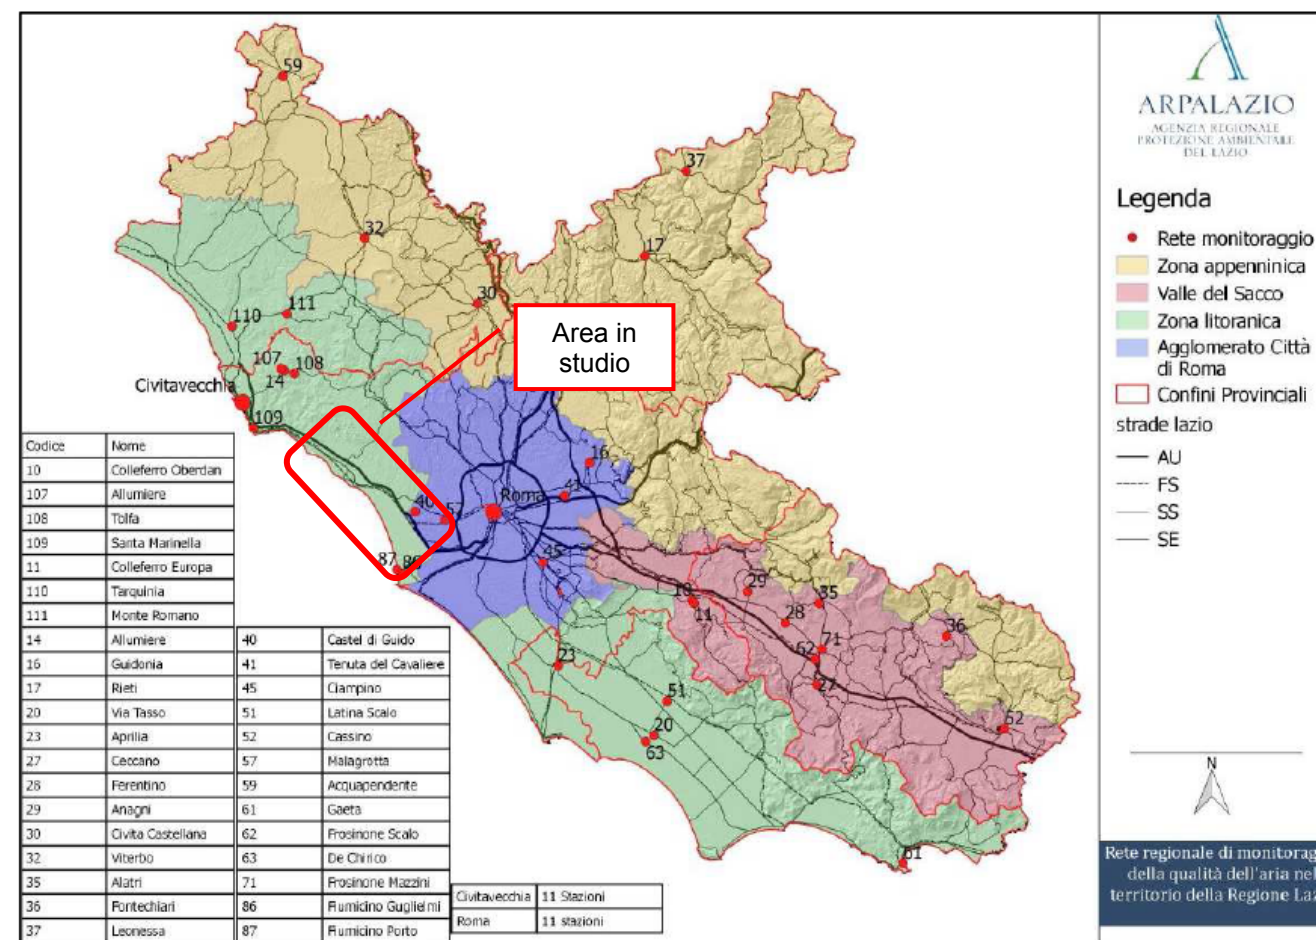 59
37
32
17
30
Area in
studio
111
110
107
108
14
Civitavecchia
109
16
41
Roma
40
57
87
86
45
10
11
29
28
35
36
71
62
27
23
51
20
63
52
61
Codice Nome
10 Colleferro Oberdan
107 Allumiere
108 Tolfa
109 Santa Marinella
11 Colleferro Europa
110 Tarquinia
111 Monte Romano
14 Allumiere 40 Castel di Guido
16 Guidonia 41 Tenuta del Cavaliere
17 Rieti 45 Ciampino
20 Via Tasso 51 Latina Scalo
23 Aprilia 52 Cassino
27 Ceccano 57 Malagrotta
28 Ferentino 59 Acquapendente
29 Anagni 61 Gaeta
30 Civita Castellana 62 Frosinone Scalo
32 Viterbo 63 De Chirico
35 Alatri 71 Frosinone Mazzini
36 Fontechiari 86 Fiumicino Guglielmi
37 Leonessa 87 Fiumicino Porto
Civitavecchia 11 Stazioni
Roma 11 stazioni
ARPALAZIO
AGENZIA REGIONALE
PROTEZIONE AMBIENTALE
DEL LAZIO
Legenda
Rete monitoraggio
Zona appenninica
Valle del Sacco
Zona litoranica
Agglomerato Città
di Roma
Confini Provinciali
strade lazio
AU
FS
SS
SE
N
Rete regionale di monitorag
della qualità dell'aria nel
territorio della Regione Laz